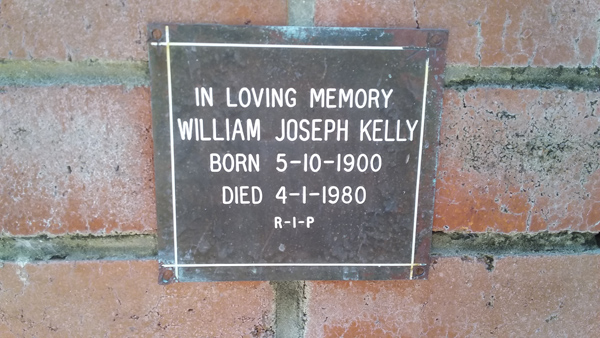 IN LOVING MEMORY
WILLIAM JOSEPH KELLY
BORN 5-10-1900
DIED 4-1-1980
R-I-P